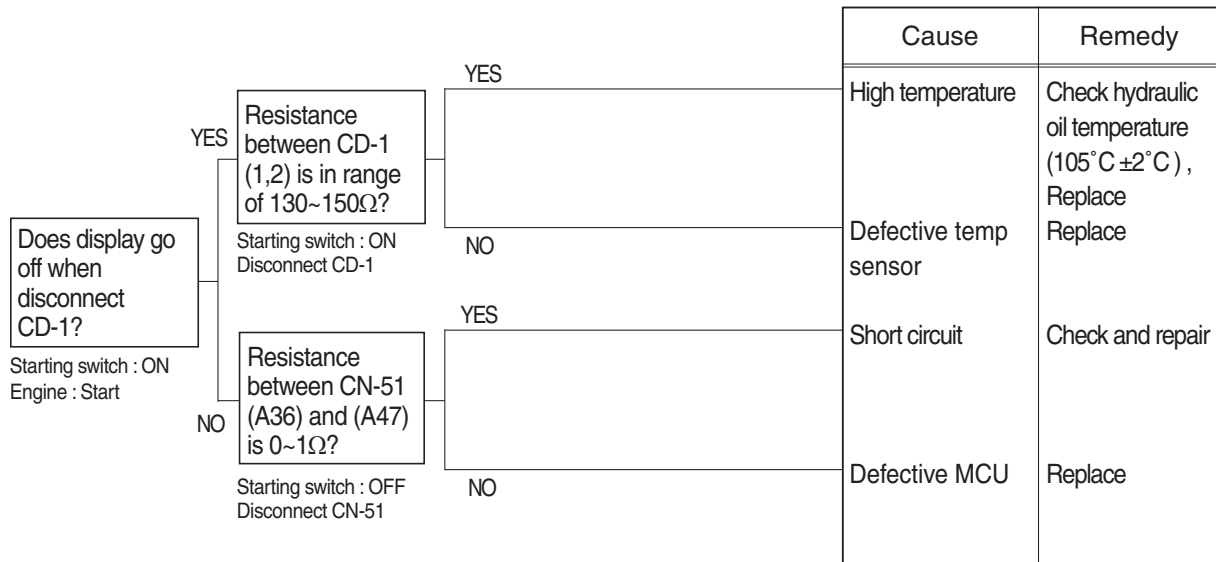 Cause
Remedy
YES
High temperature
Check hydraulic
oil temperature
(105˚C ±2˚C ) ,
Replace
YES
Resistance
between CD-1
(1,2) is in range
of 130~150Ω?
Starting switch : ON
Disconnect CD-1
NO
Defective temp
sensor
Replace
Does display go
off when
disconnect
CD-1?
Starting switch : ON
Engine : Start
YES
Short circuit
Check and repair
NO
Resistance
between CN-51
(A36) and (A47)
is 0~1Ω?
Starting switch : OFF
Disconnect CN-51
NO
Defective MCU
Replace